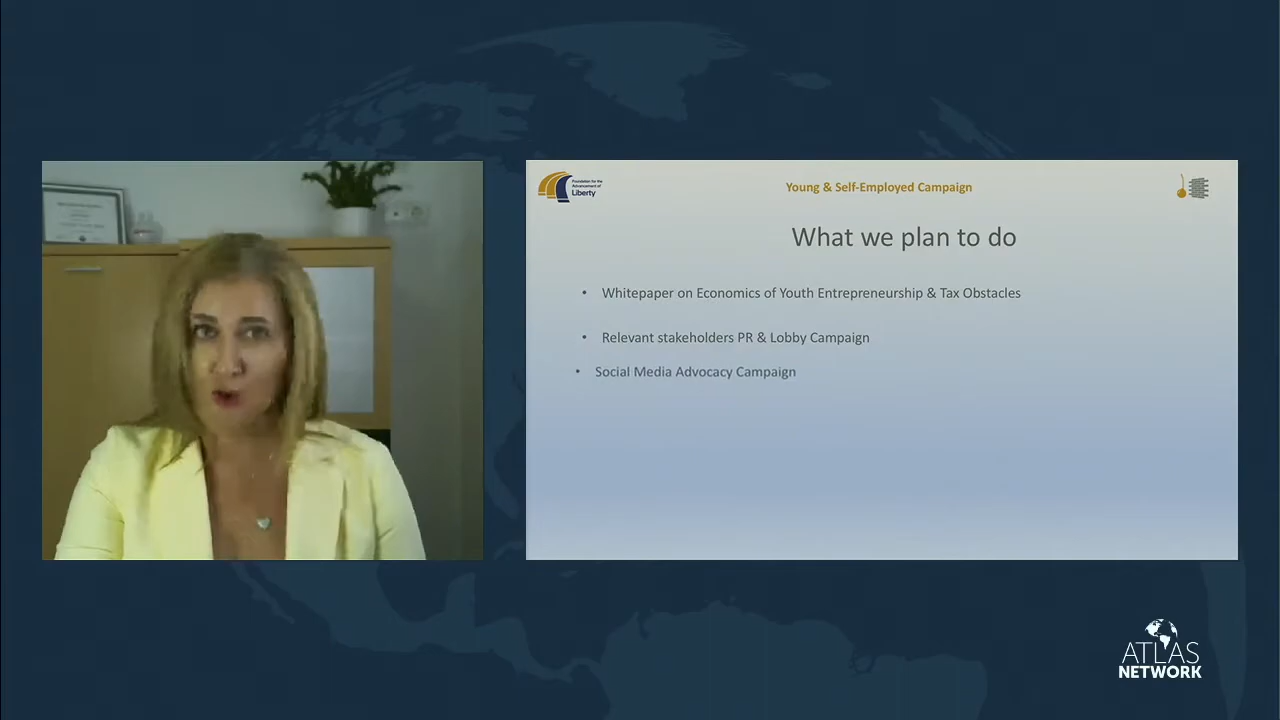 Foundation for the
Advancement of
Liberty
Young & Self-Employed Campaign
What we plan to do
• Whitepaper on Economics of Youth Entrepreneurship & Tax Obstacles
• Relevant stakeholders PR & Lobby Campaign
• Social Media Advocacy Campaign
ATLAS
NETWORK